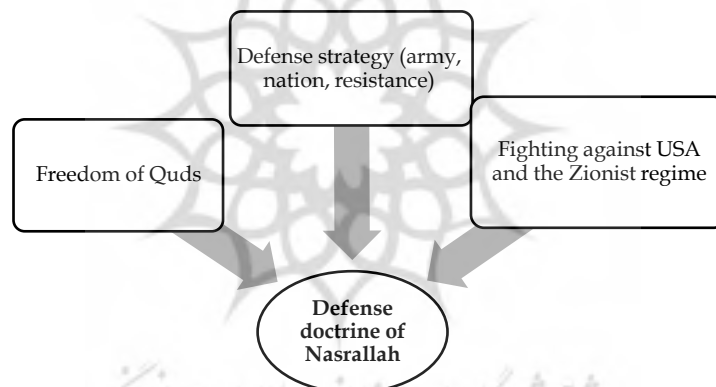 Defense strategy (army,
nation, resistance)
Freedom of Quds
Fighting against USA
and the Zionist regime
Defense
doctrine of
Nasrallah